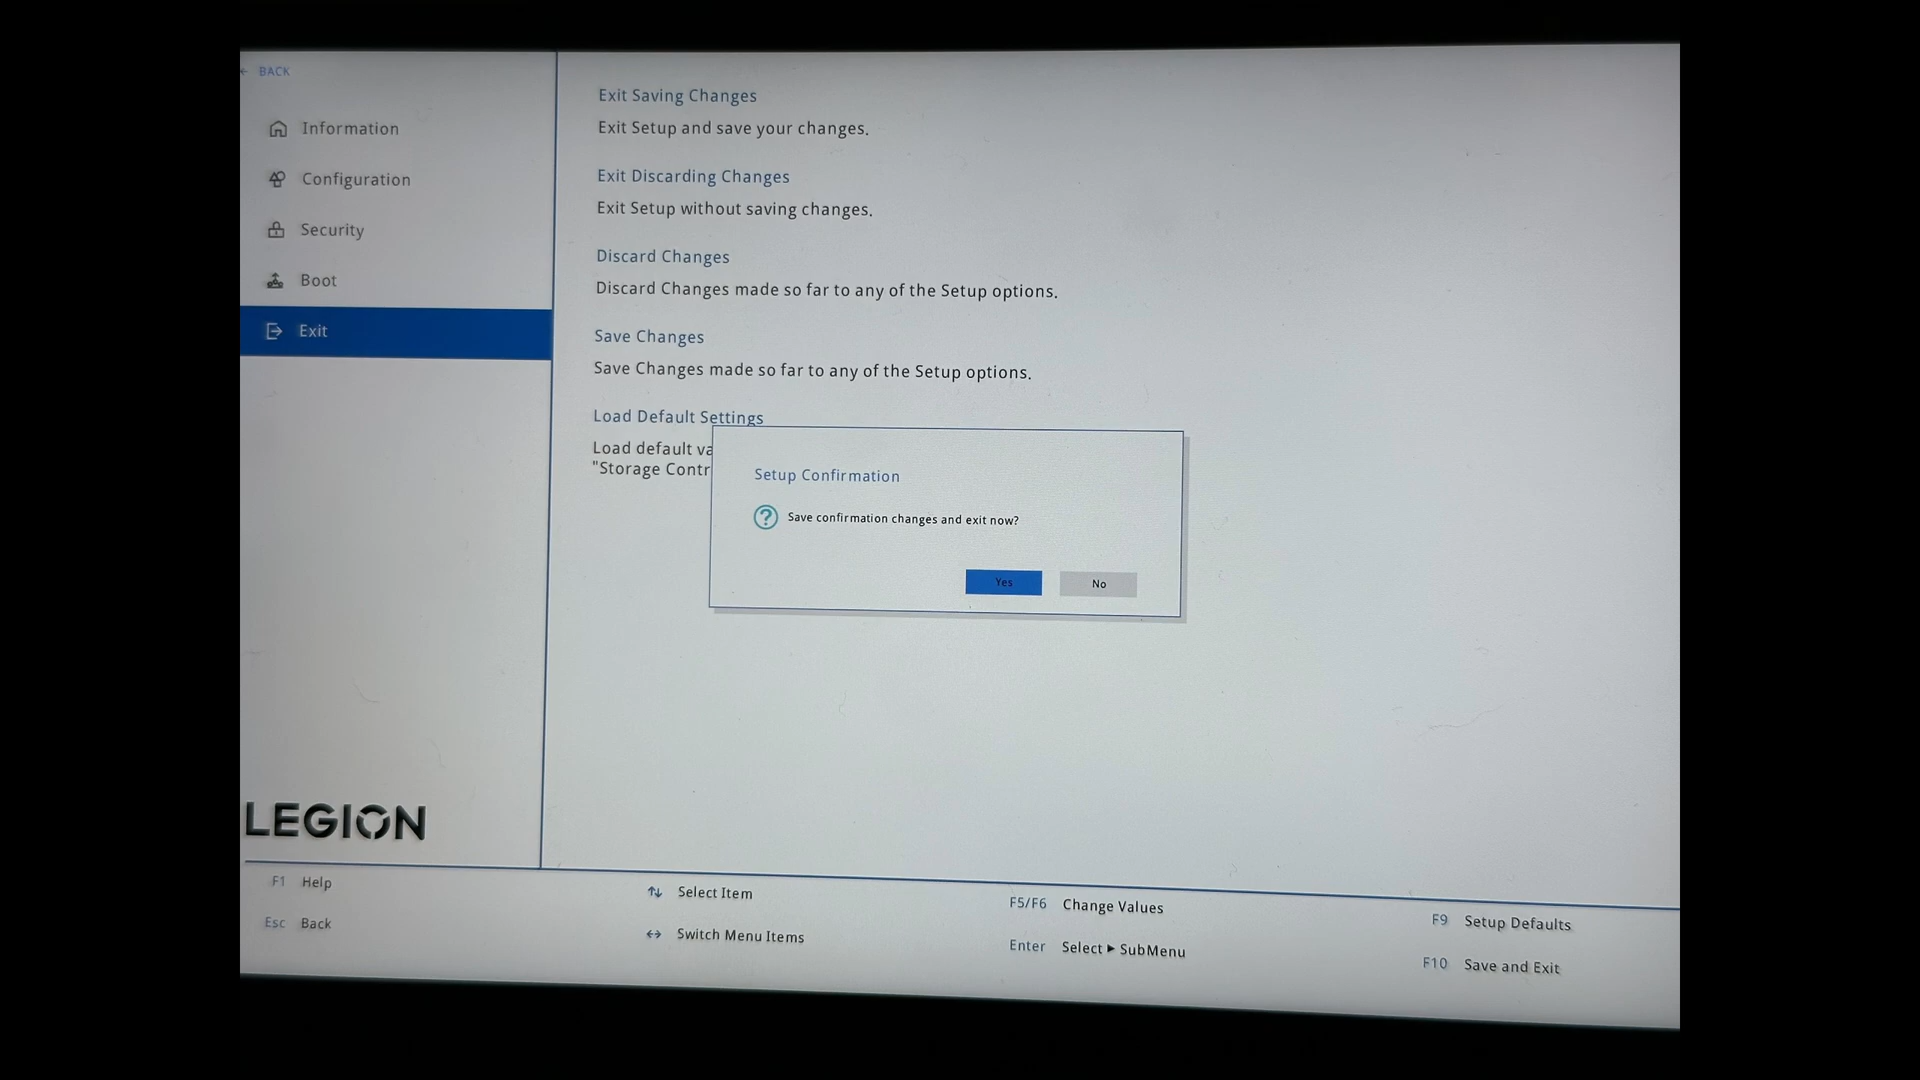 ← BACK
Information
Configuration
Security
Boot
Exit
Exit Saving Changes
Exit Setup and save your changes.
Exit Discarding Changes
Exit Setup without saving changes.
Discard Changes
Discard Changes made so far to any of the Setup options.
Save Changes
Save Changes made so far to any of the Setup options.
Load Default Settings
Load default va
"Storage Contr
Setup Confirmation
? Save confirmation changes and exit now?
Yes No
LEGION
F1 Help
Esc Back
↑↓ Select Item
↔ Switch Menu Items
F5/F6 Change Values
Enter Select ▶ SubMenu
F9 Setup Defaults
F10 Save and Exit